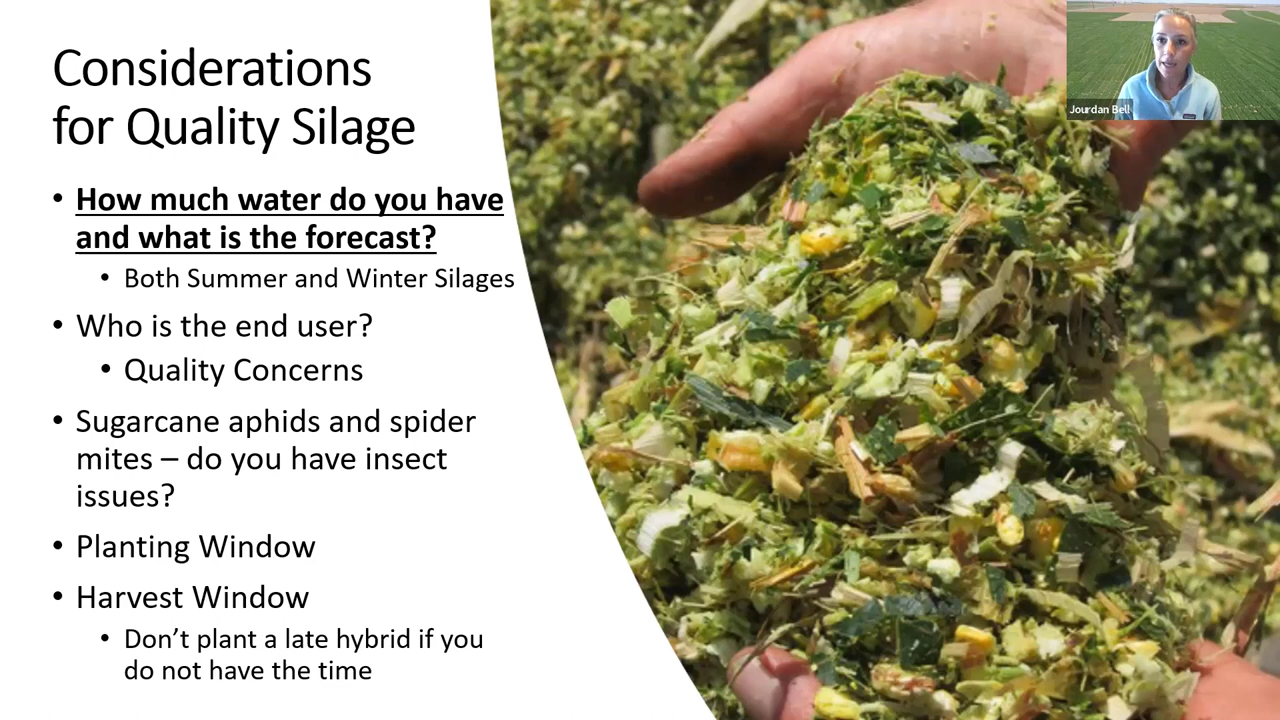 Considerations
for Quality Silage
• How much water do you have
and what is the forecast?
• Both Summer and Winter Silages
• Who is the end user?
• Quality Concerns
• Sugarcane aphids and spider
mites – do you have insect
issues?
• Planting Window
• Harvest Window
• Don’t plant a late hybrid if you
do not have the time
Jourdan Bell